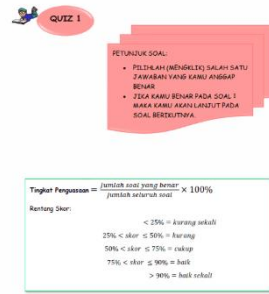 QUIZ 1
PETUNJUK SOAL:
• PILIHLAH (MENGKLIK) SALAH SATU
JAWABAN YANG KAMU ANGGAP
BENAR
• JIKA KAMU BENAR PADA SOAL 1
MAKA KAMU AKAN LANJUT PADA
SOAL BERIKUTNYA.
Tingkat Penguasaan = jumlah soal yang benar / jumlah seluruh soal × 100%
Rentang Skor:
< 25% = kurang sekali
25% < skor ≤ 50% = kurang
50% < skor ≤ 75% = cukup
75% < skor ≤ 90% = baik
> 90% = baik sekali